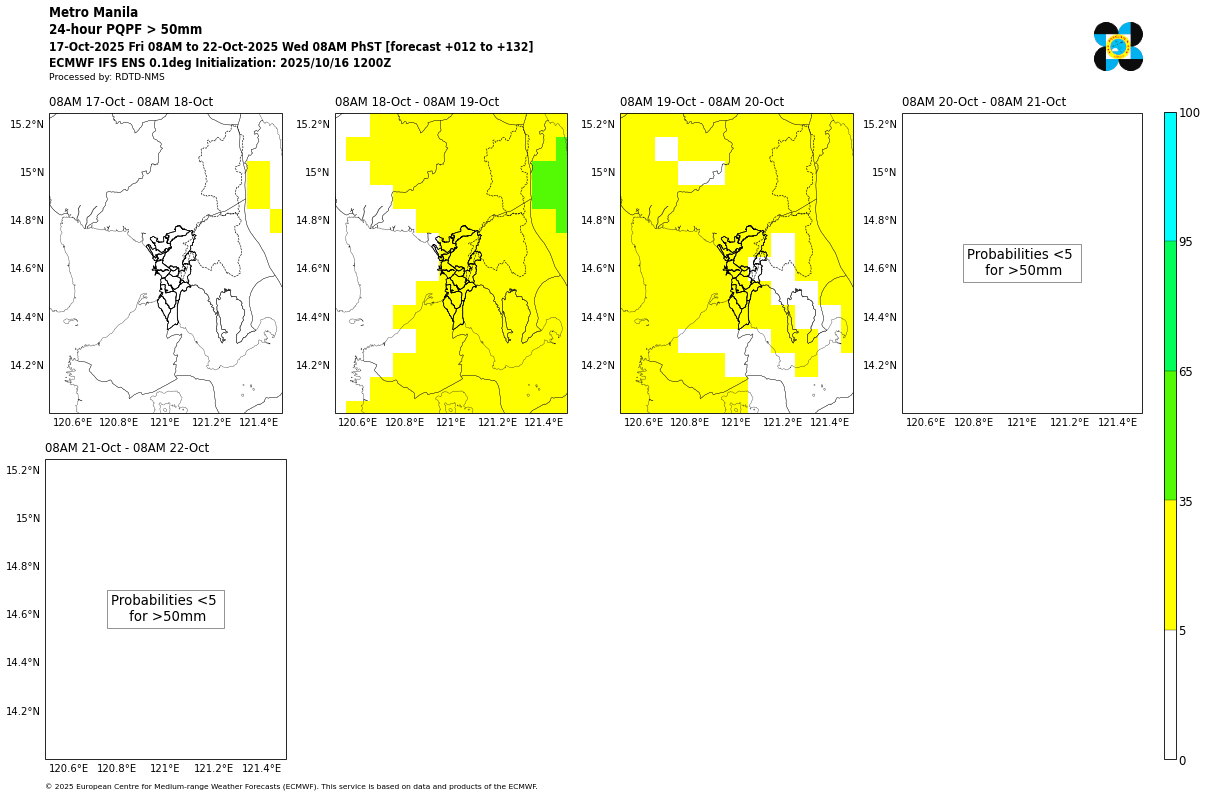 Metro Manila
24-hour PQPF > 50mm
17-Oct-2025 Fri 08AM to 22-Oct-2025 Wed 08AM PhST [forecast +012 to +132]
ECMWF IFS ENS 0.1deg Initialization: 2025/10/16 1200Z
Processed by: RDTD-NMS
08AM 17-Oct - 08AM 18-Oct
15.2°N
15°N
14.8°N
14.6°N
14.4°N
14.2°N
120.6°E 120.8°E 121°E 121.2°E 121.4°E
08AM 18-Oct - 08AM 19-Oct
15.2°N
15°N
14.8°N
14.6°N
14.4°N
14.2°N
120.6°E 120.8°E 121°E 121.2°E 121.4°E
08AM 19-Oct - 08AM 20-Oct
15.2°N
15°N
14.8°N
14.6°N
14.4°N
14.2°N
120.6°E 120.8°E 121°E 121.2°E 121.4°E
08AM 20-Oct - 08AM 21-Oct
15.2°N
15°N
14.8°N
14.6°N
14.4°N
14.2°N
Probabilities <5
for >50mm
120.6°E 120.8°E 121°E 121.2°E 121.4°E
100
95
65
35
5
0
08AM 21-Oct - 08AM 22-Oct
15.2°N
15°N
14.8°N
14.6°N
14.4°N
14.2°N
Probabilities <5
for >50mm
120.6°E 120.8°E 121°E 121.2°E 121.4°E
© 2025 European Centre for Medium-range Weather Forecasts (ECMWF). This service is based on data and products of the ECMWF.